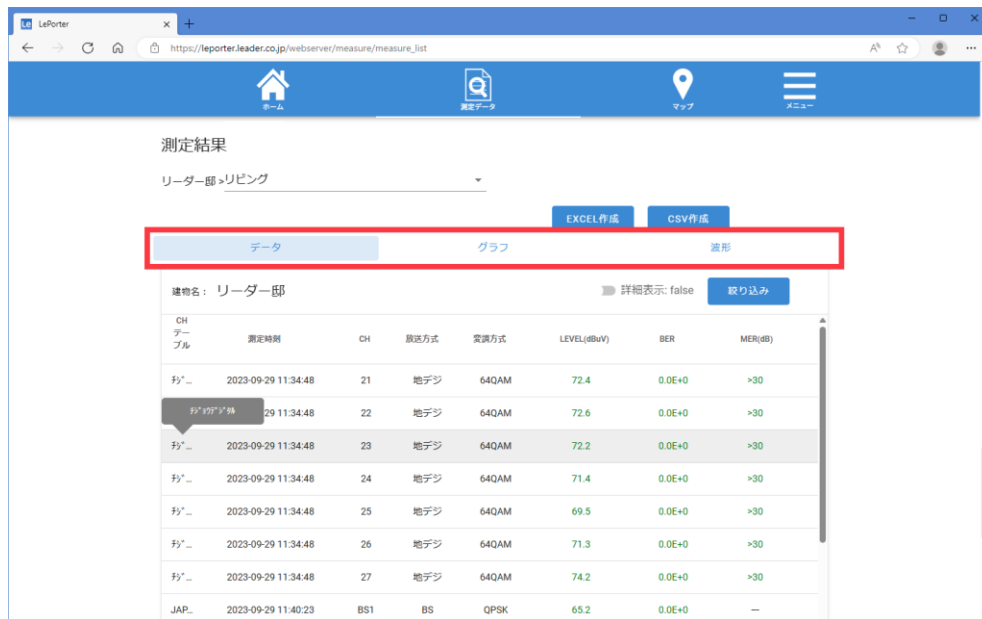 Le LePorter
https://leporter.leader.co.jp/webserver/measure/measure_list
ホーム 測定データ マップ メニュー
測定結果
リーダー邸 > リビング
EXCEL作成 CSV作成
データ グラフ 波形
建物名： リーダー邸 詳細表示: false 絞り込み
CH
テー
ブル 測定時刻 CH 放送方式 変調方式 LEVEL(dBuV) BER MER(dB)
ﾁｼﾞ... 2023-09-29 11:34:48 21 地デジ 64QAM 72.4 0.0E+0 >30
ﾁｼﾞｮｳﾃﾞｼﾞﾀﾙ 29 11:34:48 22 地デジ 64QAM 72.6 0.0E+0 >30
ﾁｼﾞ... 2023-09-29 11:34:48 23 地デジ 64QAM 72.2 0.0E+0 >30
ﾁｼﾞ... 2023-09-29 11:34:48 24 地デジ 64QAM 71.4 0.0E+0 >30
ﾁｼﾞ... 2023-09-29 11:34:48 25 地デジ 64QAM 69.5 0.0E+0 >30
ﾁｼﾞ... 2023-09-29 11:34:48 26 地デジ 64QAM 71.3 0.0E+0 >30
ﾁｼﾞ... 2023-09-29 11:34:48 27 地デジ 64QAM 74.2 0.0E+0 >30
JAP... 2023-09-29 11:40:23 BS1 BS QPSK 65.2 0.0E+0 —